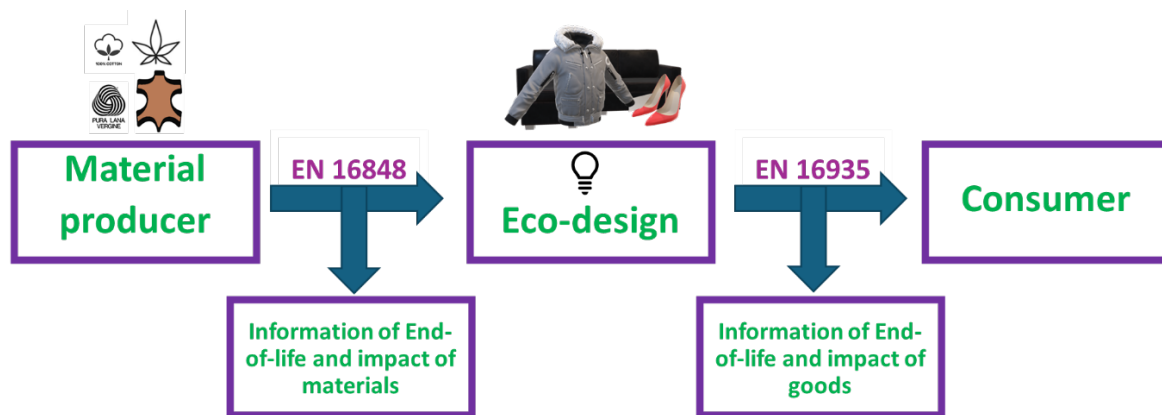 100% COTTON
PURA LANA
VERGINE
Material
producer
EN 16848
Eco-design
EN 16935
Consumer
Information of End-
of-life and impact of
materials
Information of End-
of-life and impact of
goods